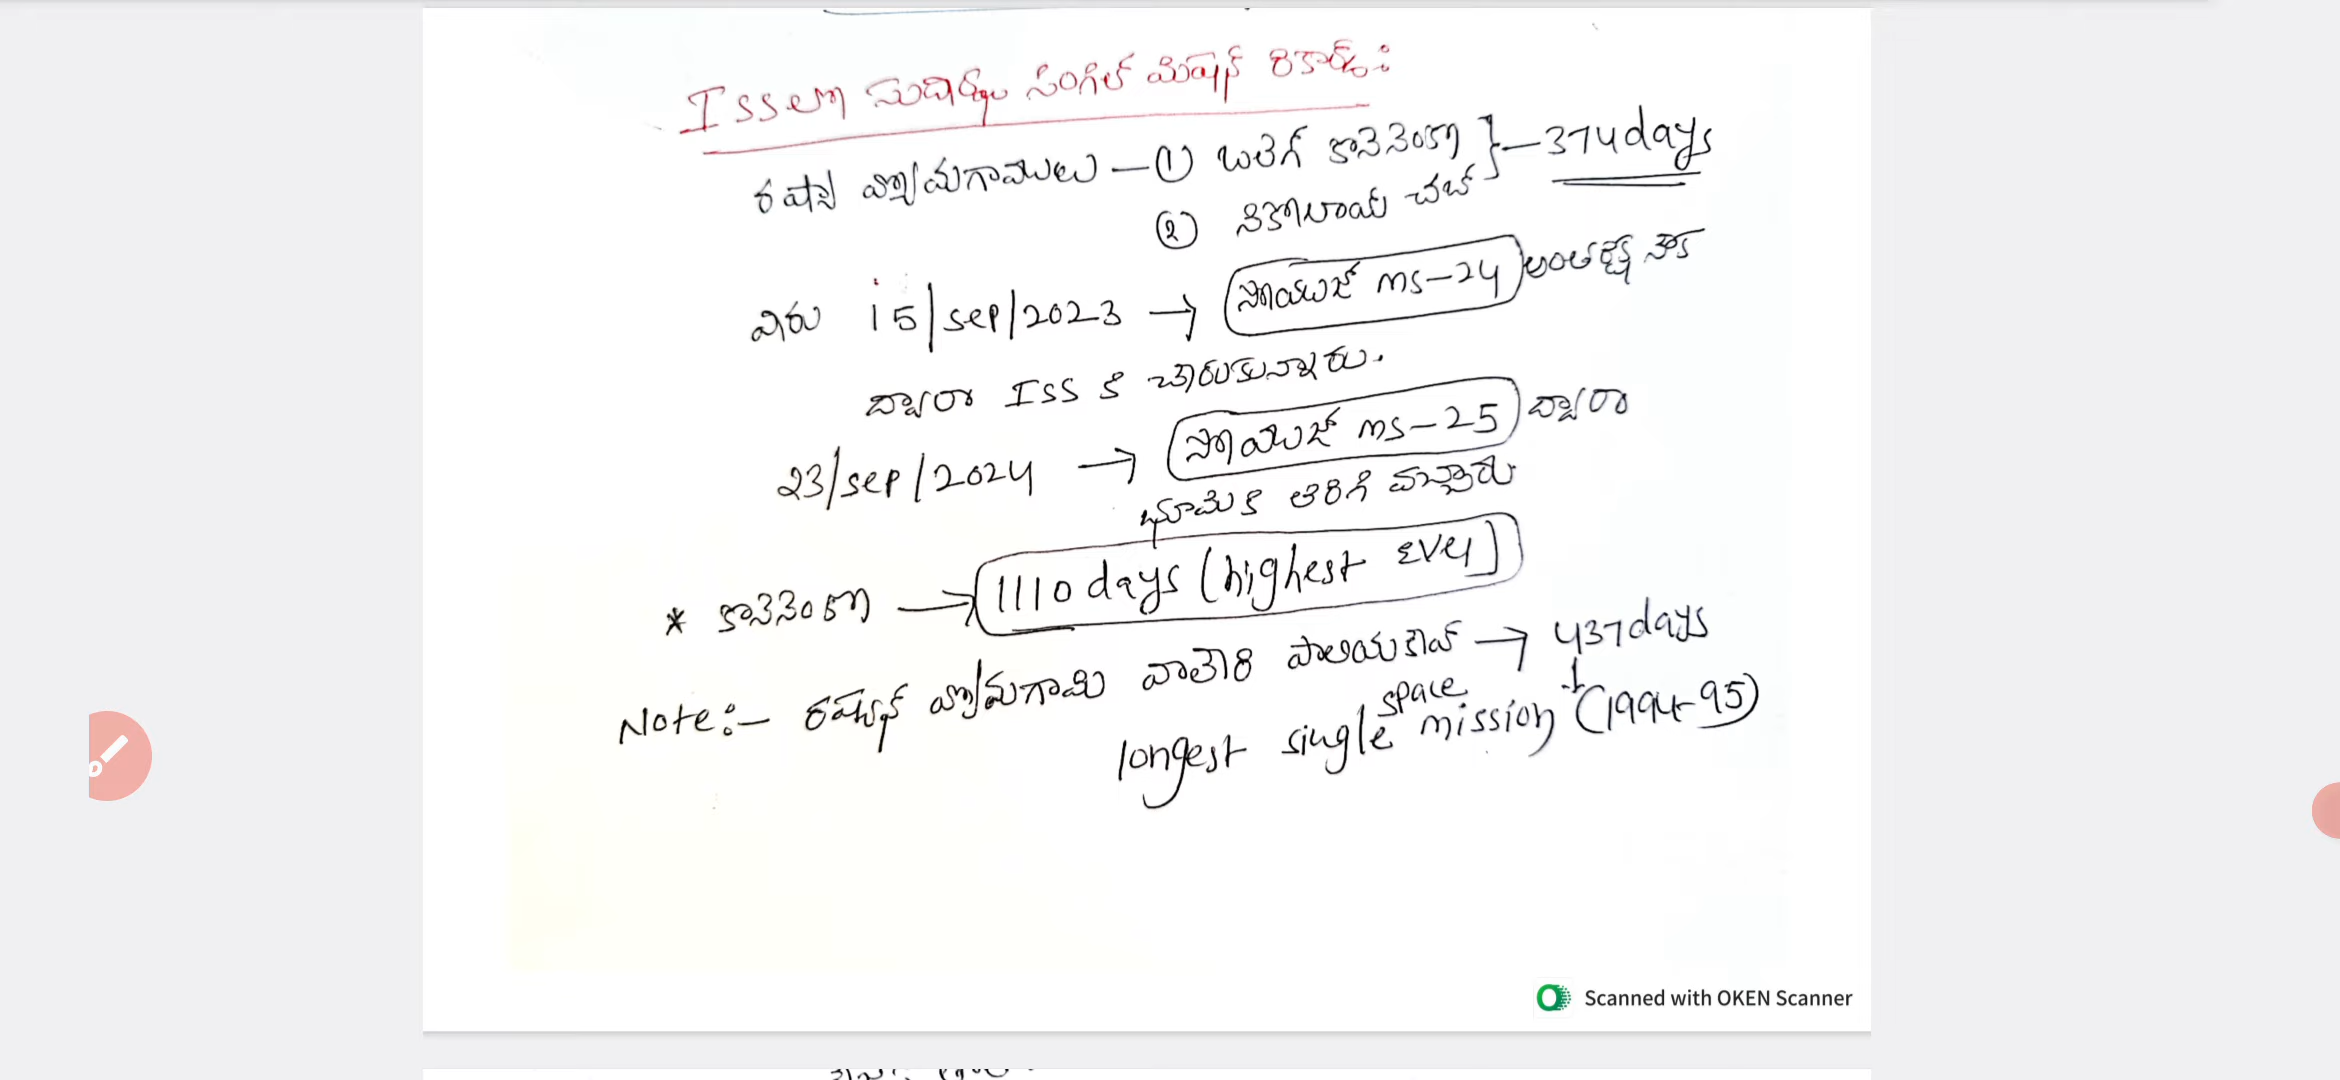 ISSలో సుదీర్ఘ సింగిల్ మిషన్ రికార్డ్ :
రష్యా వ్యోమగాములు – ① ఒలెగ్ కానెనెంకో } – 374 days
② నికోలాయ్ చబ్
వీరు 15/sep/2023 → సోయుజ్ ms-24 అంతరిక్ష నౌక
ద్వారా ISS కి చేరుకున్నారు.
23/sep/2024 → సోయుజ్ ms-25 ద్వారా
భూమికి తిరిగి వచ్చారు
* కానెనెంకో → 1110 days (highest Ever)
Note:- రష్యన్ వ్యోమగామి వాలెరి పాలియకోవ్ → 437 days
↓
longest single space mission (1994-95)
Scanned with OKEN Scanner